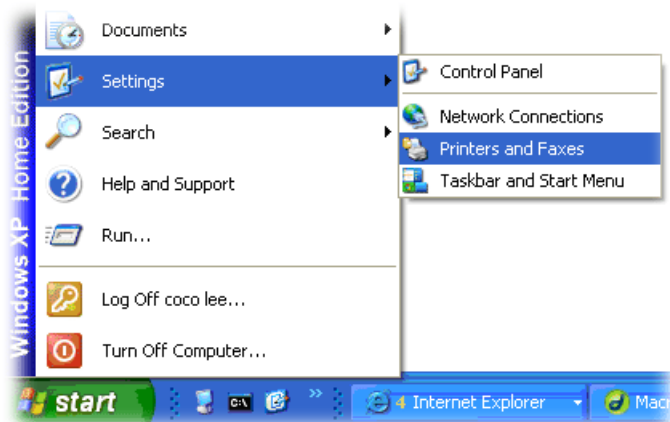 Windows XP Home Edition
Documents
Settings
Search
Help and Support
Run...
Log Off coco lee...
Turn Off Computer...
Control Panel
Network Connections
Printers and Faxes
Taskbar and Start Menu
start
C:\
4 Internet Explorer
Macr